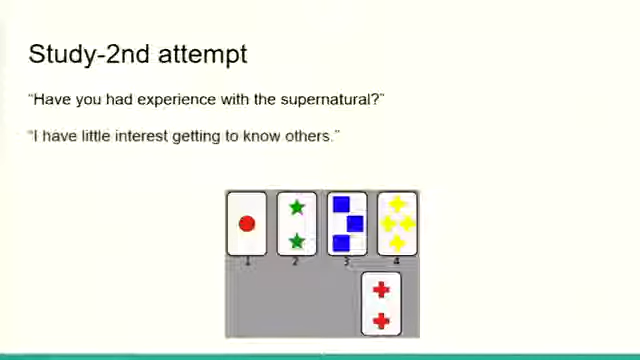 Study-2nd attempt
“Have you had experience with the supernatural?”
“I have little interest getting to know others.”
1 2 3 4